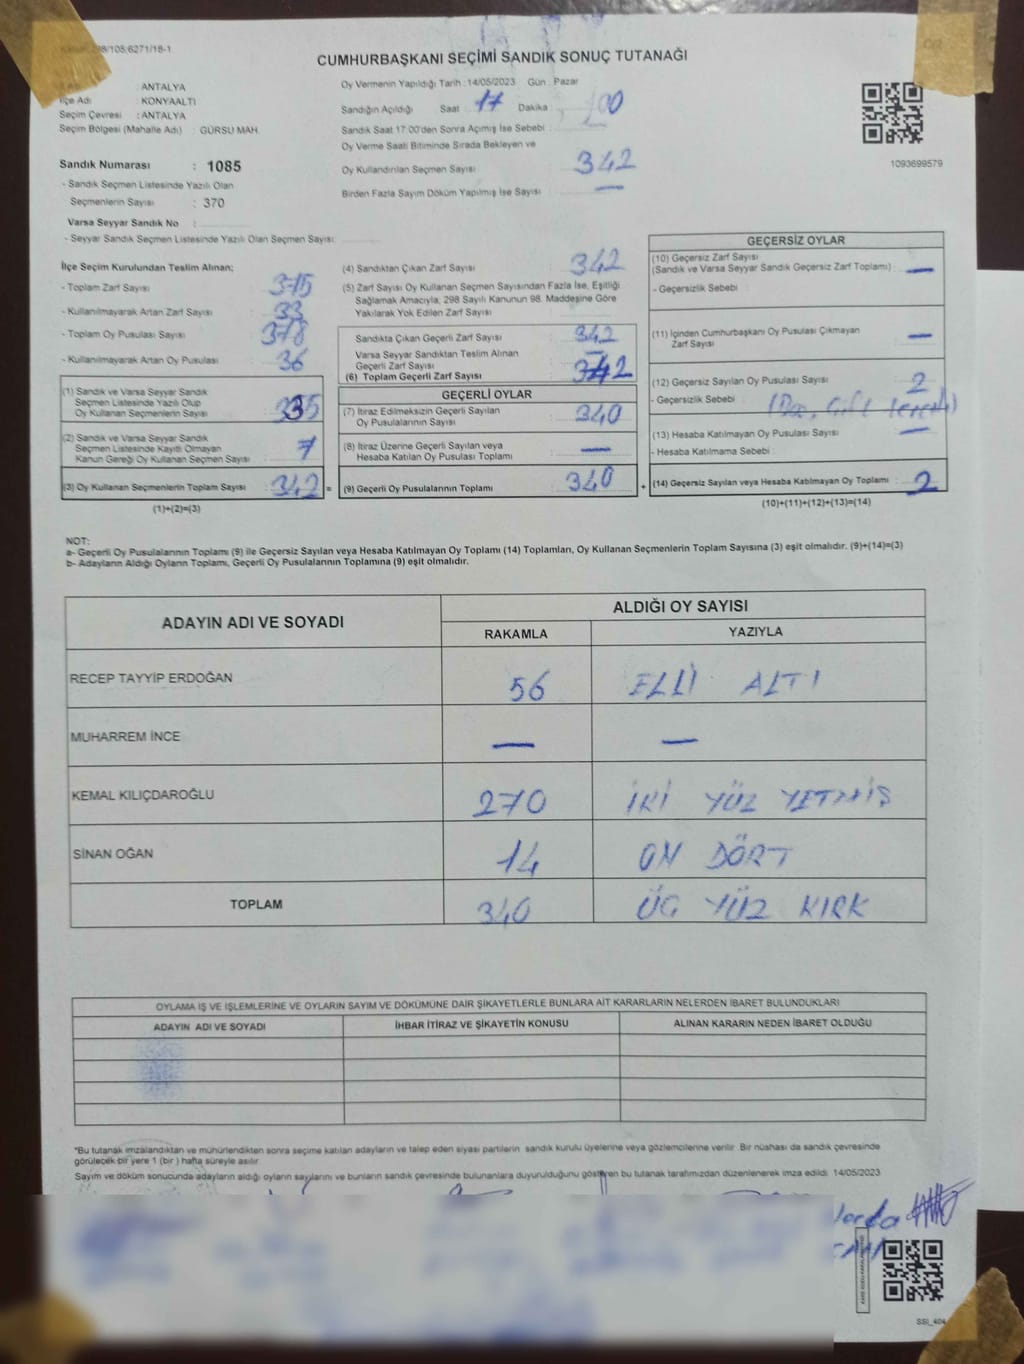 CUMHURBAŞKANI SEÇİMİ SANDIK SONUÇ TUTANAĞI
: ANTALYA
İlçe Adı : KONYAALTI
Seçim Çevresi : ANTALYA
Seçim Bölgesi (Mahalle Adı) : GÜRSU MAH.
Sandık Numarası : 1085
- Sandık Seçmen Listesinde Yazılı Olan
Seçmenlerin Sayısı : 370
Varsa Seyyar Sandık No :
- Seyyar Sandık Seçmen Listesinde Yazılı Olan Seçmen Sayısı:
Oy Vermenin Yapıldığı Tarih : 14/05/2023 Gün : Pazar
Sandığın Açıldığı Saat 17 Dakika 00
Sandık Saat 17:00'den Sonra Açılmış İse Sebebi :
Oy Verme Saati Bitiminde Sırada Bekleyen ve
Oy Kullandırılan Seçmen Sayısı : 342
Birden Fazla Sayım Döküm Yapılmış İse Sayısı : —
1093699579
İlçe Seçim Kurulundan Teslim Alınan;
- Toplam Zarf Sayısı : 375
- Kullanılmayarak Artan Zarf Sayısı : 33
- Toplam Oy Pusulası Sayısı : 378
- Kullanılmayarak Artan Oy Pusulası : 36
(1) Sandık ve Varsa Seyyar Sandık
Seçmen Listesinde Yazılı Olup
Oy Kullanan Seçmenlerin Sayısı : 335
(2) Sandık ve Varsa Seyyar Sandık
Seçmen Listesinde Kayıtlı Olmayan
Kanun Gereği Oy Kullanan Seçmen Sayısı : 7
(3) Oy Kullanan Seçmenlerin Toplam Sayısı : 342 =
(1)+(2)=(3)
(4) Sandıktan Çıkan Zarf Sayısı : 342
(5) Zarf Sayısı Oy Kullanan Seçmen Sayısından Fazla İse, Eşitliği
Sağlamak Amacıyla, 298 Sayılı Kanunun 98. Maddesine Göre
Yakılarak Yok Edilen Zarf Sayısı :
Sandıkta Çıkan Geçerli Zarf Sayısı : 342
Varsa Seyyar Sandıktan Teslim Alınan
Geçerli Zarf Sayısı : —
(6) Toplam Geçerli Zarf Sayısı : 342
GEÇERLİ OYLAR
(7) İtiraz Edilmeksizin Geçerli Sayılan
Oy Pusulalarının Sayısı : 340
(8) İtiraz Üzerine Geçerli Sayılan veya
Hesaba Katılan Oy Pusulası Toplamı : —
(9) Geçerli Oy Pusulalarının Toplamı : 340 +
GEÇERSİZ OYLAR
(10) Geçersiz Zarf Sayısı :
(Sandık ve Varsa Seyyar Sandık Geçersiz Zarf Toplamı) —
- Geçersizlik Sebebi :
(11) İçinden Cumhurbaşkanı Oy Pusulası Çıkmayan
Zarf Sayısı : —
(12) Geçersiz Sayılan Oy Pusulası Sayısı : 2
- Geçersizlik Sebebi :
(13) Hesaba Katılmayan Oy Pusulası Sayısı : —
- Hesaba Katılmama Sebebi :
(14) Geçersiz Sayılan veya Hesaba Katılmayan Oy Toplamı : 2
(10)+(11)+(12)+(13)=(14)
NOT:
a- Geçerli Oy Pusulalarının Toplamı (9) ile Geçersiz Sayılan veya Hesaba Katılmayan Oy Toplamı (14) Toplamları, Oy Kullanan Seçmenlerin Toplam Sayısına (3) eşit olmalıdır. (9)+(14)=(3)
b- Adayların Aldığı Oyların Toplamı, Geçerli Oy Pusulalarının Toplamına (9) eşit olmalıdır.
ADAYIN ADI VE SOYADI ALDIĞI OY SAYISI
RAKAMLA YAZIYLA
RECEP TAYYİP ERDOĞAN 56 ELLİ ALTI
MUHARREM İNCE — —
KEMAL KILIÇDAROĞLU 270 İKİ YÜZ YETMİŞ
SİNAN OĞAN 14 ON DÖRT
TOPLAM 340 ÜÇ YÜZ KIRK
OYLAMA İŞ VE İŞLEMLERİNE VE OYLARIN SAYIM VE DÖKÜMÜNE DAİR ŞİKAYETLERLE BUNLARA AİT KARARLARIN NELERDEN İBARET BULUNDUKLARI
ADAYIN ADI VE SOYADI İHBAR İTİRAZ VE ŞİKAYETİN KONUSU ALINAN KARARIN NEDEN İBARET OLDUĞU
*Bu tutanak imzalandıktan ve mühürlendikten sonra seçime katılan adayların ve talep eden siyasi partilerin sandık kurulu üyelerine veya gözlemcilerine verilir. Bir nüshası da sandık çevresinde
görülecek bir yere 1 (bir) hafta süreyle asılır.
Sayım ve döküm sonucunda adayların aldığı oyların sayılarını ve bunların sandık çevresinde bulunanlara duyurulduğunu gösteren bu tutanak tarafımızdan düzenlenerek imza edildi. 14/05/2023